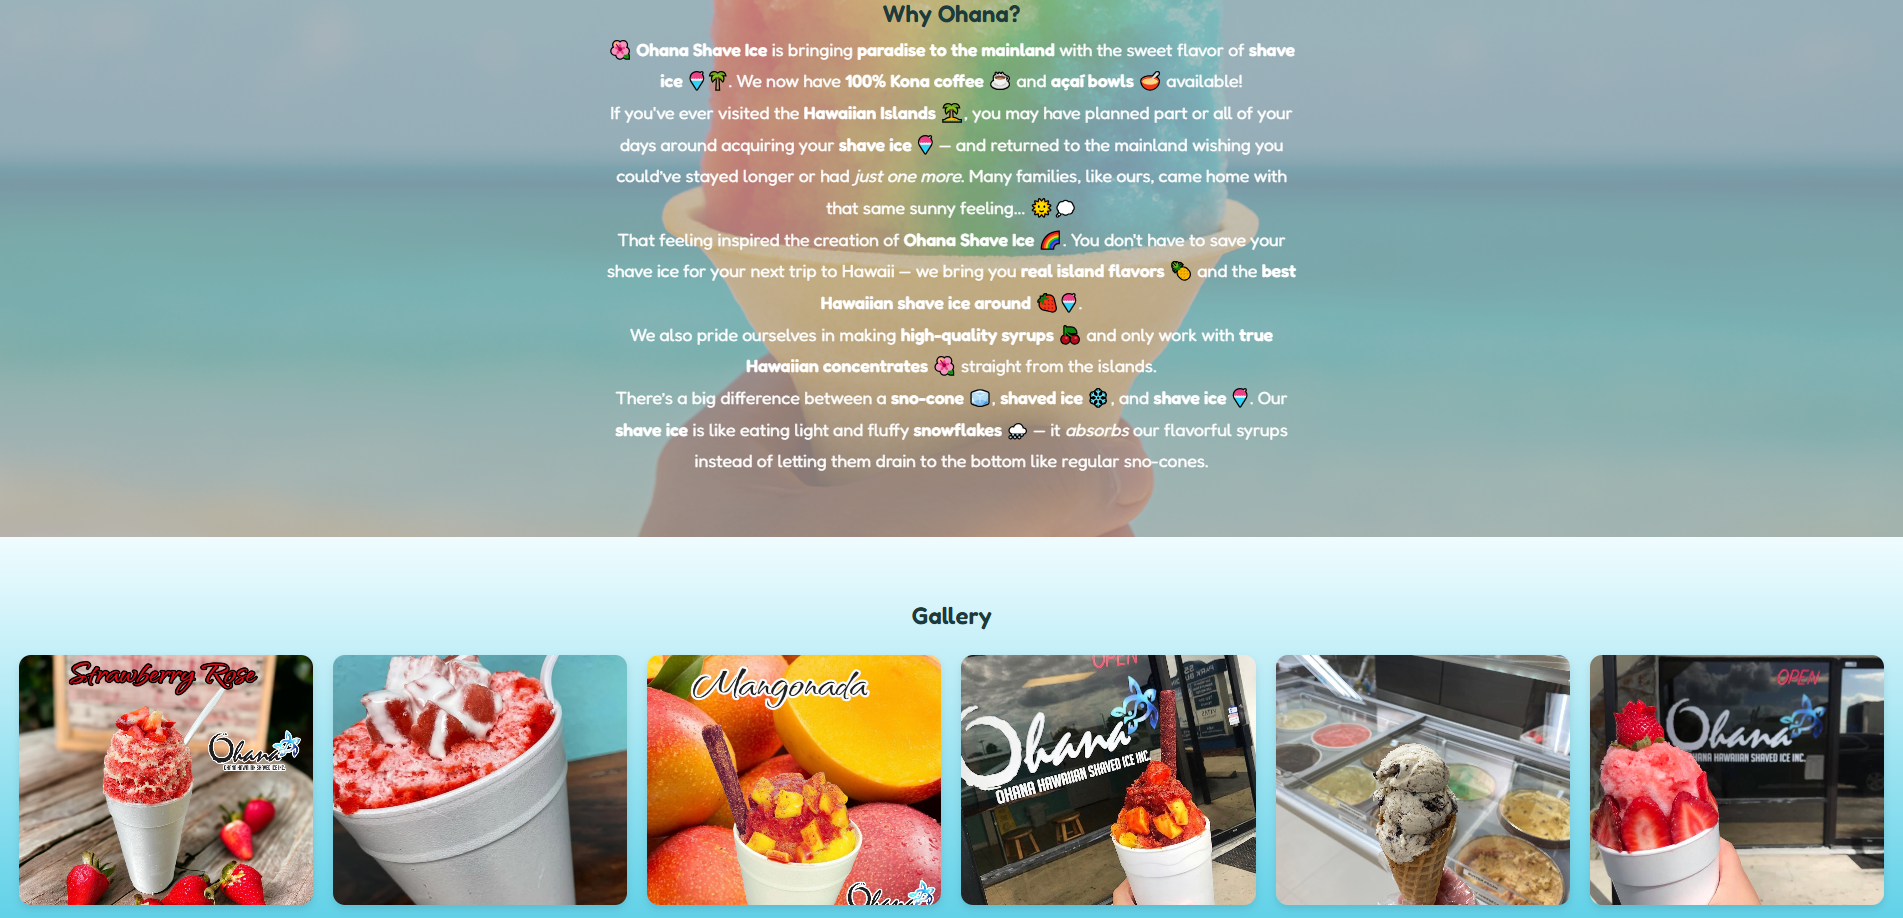 Why Ohana?
🌺 Ohana Shave Ice is bringing paradise to the mainland with the sweet flavor of shave
ice 🍧🌴. We now have 100% Kona coffee ☕ and açaí bowls 🥣 available!
If you've ever visited the Hawaiian Islands 🏝️, you may have planned part or all of your
days around acquiring your shave ice 🍧 — and returned to the mainland wishing you
could've stayed longer or had just one more. Many families, like ours, came home with
that same sunny feeling... 🌞💭
That feeling inspired the creation of Ohana Shave Ice 🌈. You don't have to save your
shave ice for your next trip to Hawaii — we bring you real island flavors 🍍 and the best
Hawaiian shave ice around 🍓🍧.
We also pride ourselves in making high-quality syrups 🍒 and only work with true
Hawaiian concentrates 🌺 straight from the islands.
There's a big difference between a sno-cone 🧊, shaved ice ❄️, and shave ice 🍧. Our
shave ice is like eating light and fluffy snowflakes 🌨️ — it absorbs our flavorful syrups
instead of letting them drain to the bottom like regular sno-cones.
Gallery
Strawberry Rose
Ohana
OHANA HAWAIIAN SHAVED ICE INC.
Mangonada
Ohana
OPEN
Ohana
OHANA HAWAIIAN SHAVED ICE INC.
OPEN
Ohana
OHANA HAWAIIAN SHAVED ICE INC.